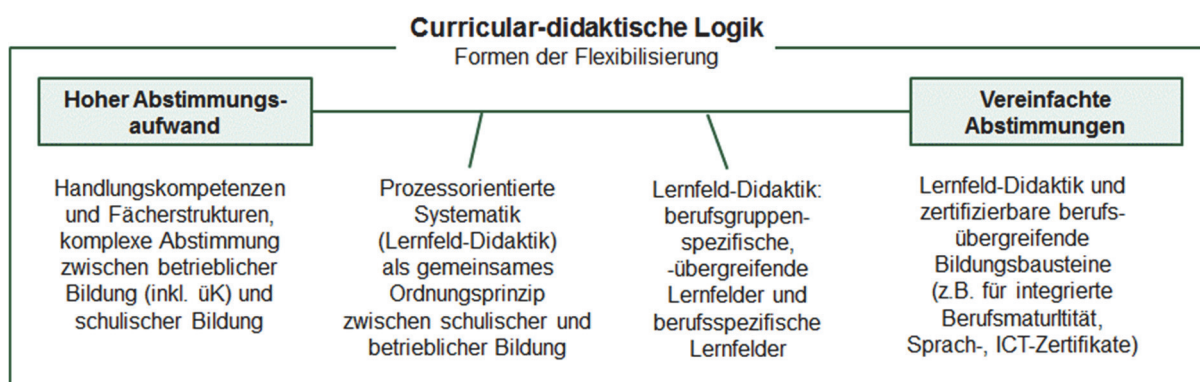 Curricular-didaktische Logik
Formen der Flexibilisierung
Hoher Abstimmungs-
aufwand
Vereinfachte
Abstimmungen
Handlungskompetenzen
und Fächerstrukturen,
komplexe Abstimmung
zwischen betrieblicher
Bildung (inkl. üK) und
schulischer Bildung
Prozessorientierte
Systematik
(Lernfeld-Didaktik)
als gemeinsames
Ordnungsprinzip
zwischen schulischer und
betrieblicher Bildung
Lernfeld-Didaktik:
berufsgruppen-
spezifische,
-übergreifende
Lernfelder und
berufsspezifische
Lernfelder
Lernfeld-Didaktik und
zertifizierbare berufs-
übergreifende
Bildungsbausteine
(z.B. für integrierte
Berufsmaturltität,
Sprach-, ICT-Zertifikate)